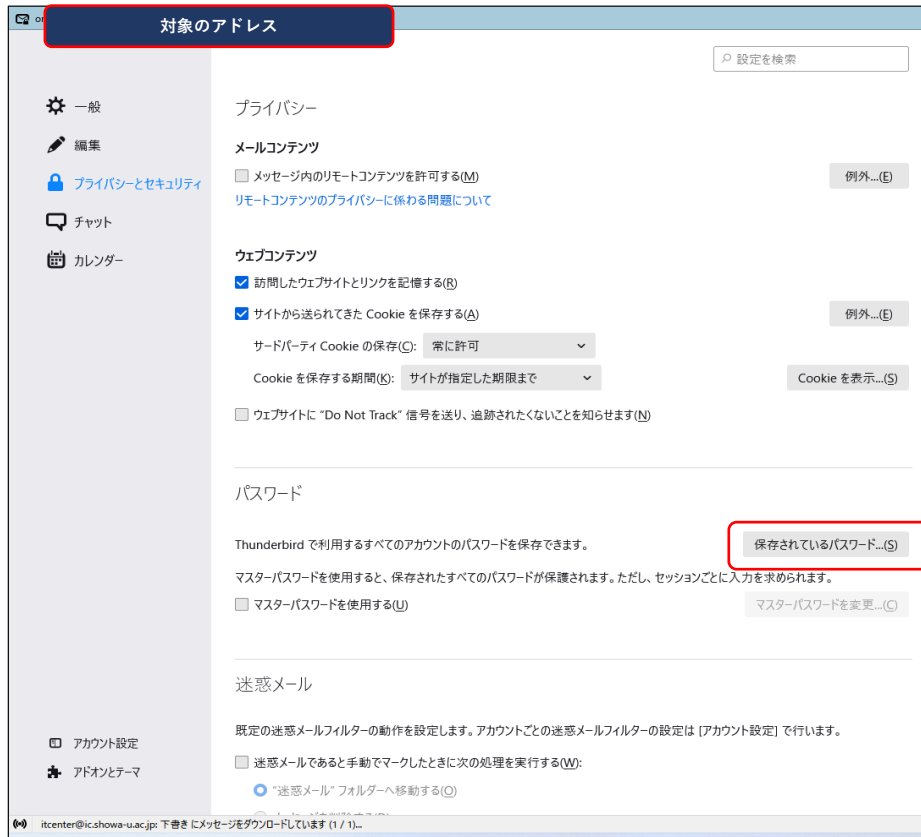 対象のアドレス
設定を検索
一般
編集
プライバシーとセキュリティ
チャット
カレンダー
プライバシー
メールコンテンツ
メッセージ内のリモートコンテンツを許可する(M)
例外...(E)
リモートコンテンツのプライバシーに係わる問題について
ウェブコンテンツ
訪問したウェブサイトとリンクを記憶する(R)
サイトから送られてきた Cookie を保存する(A)
例外...(E)
サードパーティ Cookie の保存(C): 常に許可
Cookie を保存する期間(K): サイトが指定した期限まで
Cookie を表示...(S)
ウェブサイトに “Do Not Track” 信号を送り、追跡されたくないことを知らせます(N)
パスワード
Thunderbird で利用するすべてのアカウントのパスワードを保存できます。
保存されているパスワード...(S)
マスターパスワードを使用すると、保存されたすべてのパスワードが保護されます。ただし、セッションごとに入力を求められます。
マスターパスワードを使用する(U)
マスターパスワードを変更...(C)
迷惑メール
既定の迷惑メールフィルターの動作を設定します。アカウントごとの迷惑メールフィルターの設定は [アカウント設定] で行います。
迷惑メールであると手動でマークしたときに次の処理を実行する(W):
“迷惑メール” フォルダーへ移動する(O)
アカウント設定
アドオンとテーマ
itcenter@ic.showa-u.ac.jp: 下書き にメッセージをダウンロードしています (1 / 1)...